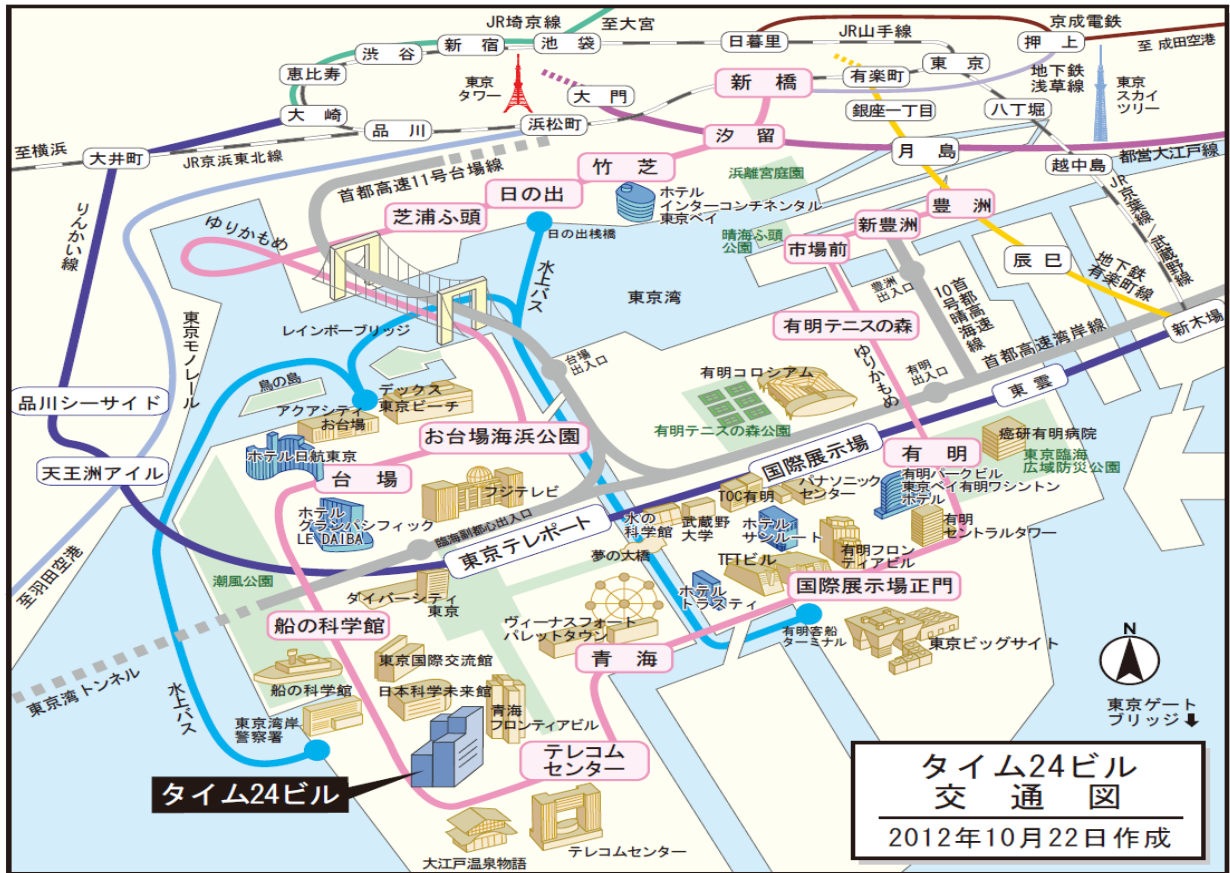 JR埼京線
至大宮
京成電鉄
新宿
池袋
日暮里
JR山手線
押上
至 成田空港
渋谷
恵比寿
東京
タワー
大門
新橋
有楽町
東京
地下鉄
浅草線
東京
スカイ
ツリー
大崎
品川
浜松町
銀座一丁目
八丁堀
至横浜
大井町
JR京浜東北線
汐留
月島
越中島
都営大江戸線
首都高速11号台場線
竹芝
浜離宮庭園
JR京葉線/武蔵野線
りんかい線
ゆりかもめ
芝浦ふ頭
日の出
ホテル
インターコンチネンタル
東京ベイ
日の出桟橋
晴海ふ頭
公園
市場前
新豊洲
豊洲
辰巳
地下鉄
有楽町線
水上バス
東京湾
豊洲
出入口
10号晴海線
首都高速
新木場
東京モノレール
レインボーブリッジ
台場
出入口
有明テニスの森
ゆりかもめ
首都高速湾岸線
有明
出入口
鳥の島
デックス
東京ビーチ
有明コロシアム
東雲
品川シーサイド
アクアシティ
お台場
お台場海浜公園
有明テニスの森公園
癌研有明病院
東京臨海
広域防災公園
ホテル日航東京
天王洲アイル
台場
フジテレビ
国際展示場
有明
有明パークビル
東京ベイ有明ワシントン
ホテル
パナソニック
センター
TOC有明
ホテル
グランパシフィック
LE DAIBA
臨海副都心出入口
東京テレポート
水の
科学館
武蔵野
大学
ホテル
サンルート
有明
セントラルタワー
有明フロン
ティアビル
夢の大橋
TFTビル
至羽田空港
潮風公園
ダイバーシティ
東京
ホテル
トラスティ
国際展示場正門
船の科学館
ヴィーナスフォート
パレットタウン
有明客船
ターミナル
東京ビッグサイト
東京湾トンネル
東京国際交流館
青海
N
船の科学館
日本科学未来館
青海
フロンティアビル
水上バス
東京湾岸
警察署
東京ゲート
ブリッジ⬇
テレコム
センター
タイム24ビル
大江戸温泉物語
テレコムセンター
タイム24ビル
交通図
2012年10月22日作成